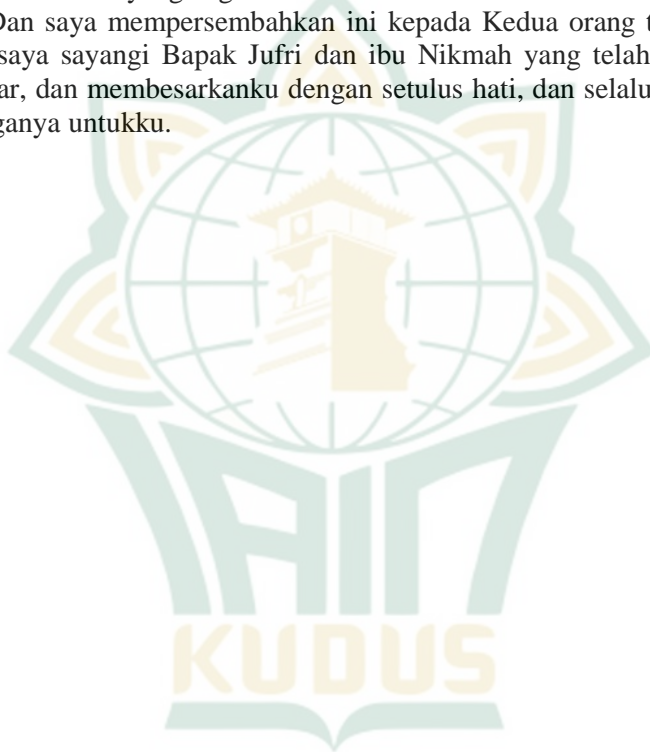 Dan saya mempersembahkan ini kepada Kedua orang t
saya sayangi Bapak Jufri dan ibu Nikmah yang telah
ar, dan membesarkanku dengan setulus hati, dan selalu
ganya untukku.
IAIN
KUDUS